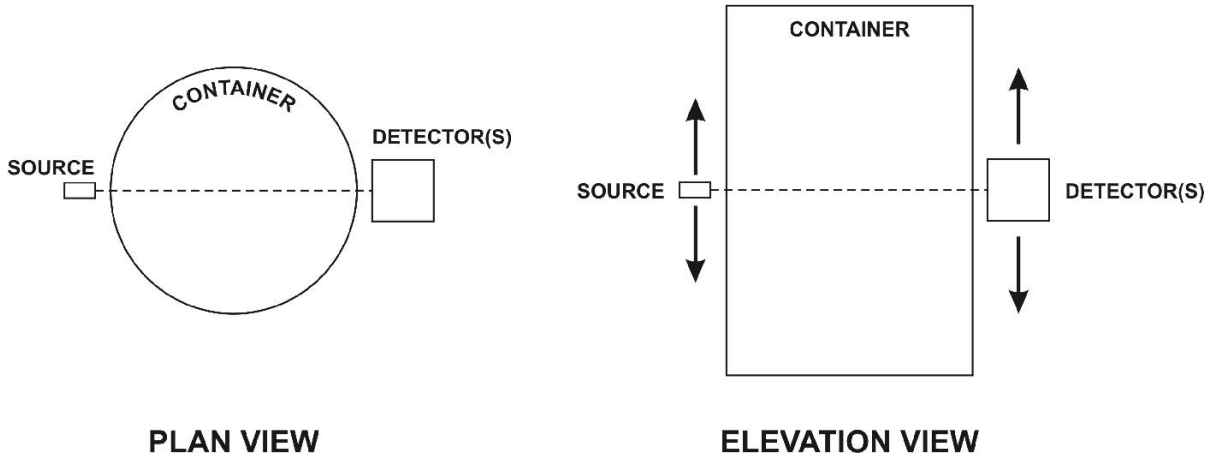 CONTAINER
DETECTOR(S)
SOURCE
PLAN VIEW
CONTAINER
SOURCE
DETECTOR(S)
ELEVATION VIEW